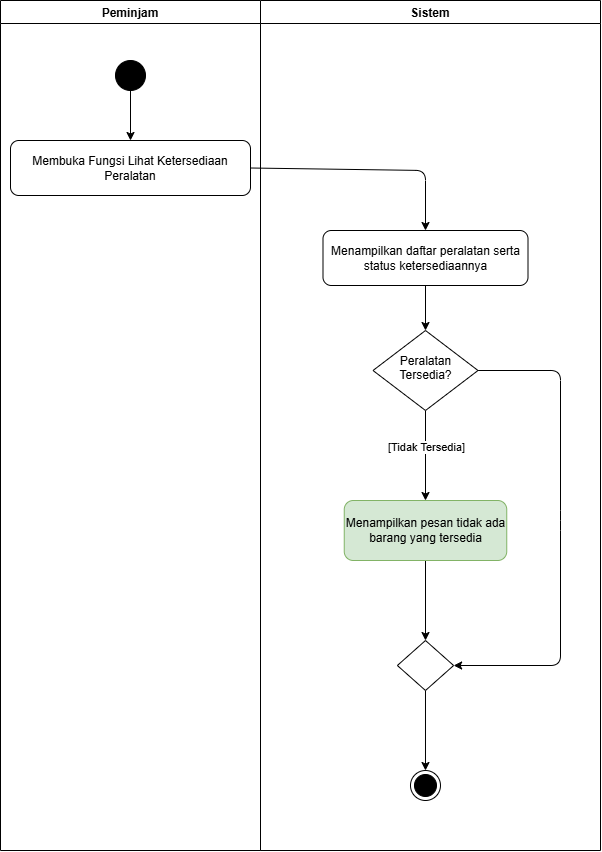 Peminjam
Sistem
Membuka Fungsi Lihat Ketersediaan
Peralatan
Menampilkan daftar peralatan serta
status ketersediaannya
Peralatan
Tersedia?
[Tidak Tersedia]
Menampilkan pesan tidak ada
barang yang tersedia